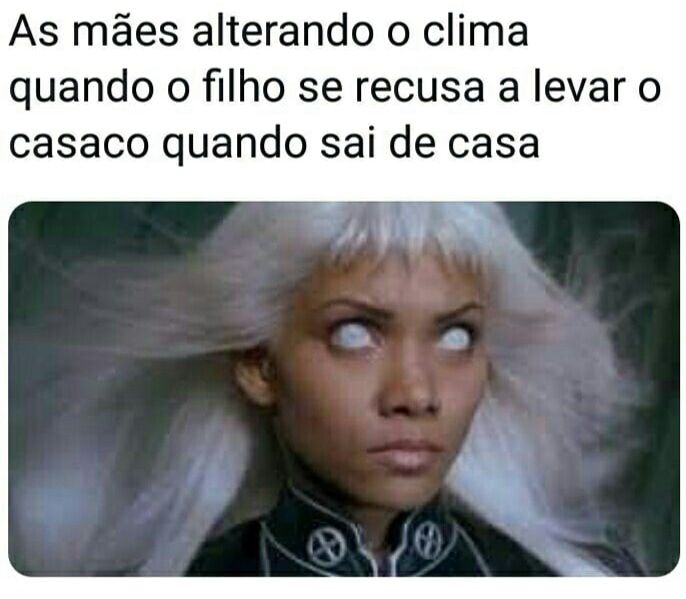 As mães alterando o clima
quando o filho se recusa a levar o
casaco quando sai de casa